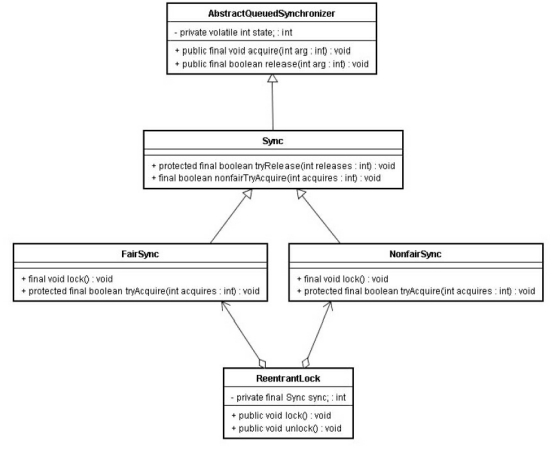 AbstractQueuedSynchronizer
- private volatile int state; : int
+ public final void acquire(int arg : int) : void
+ public final boolean release(int arg : int) : void
Sync
+ protected final boolean tryRelease(int releases : int) : void
+ final boolean nonfairTryAcquire(int acquires : int) : void
FairSync
+ final void lock() : void
+ protected final boolean tryAcquire(int acquires : int) : void
NonfairSync
+ final void lock() : void
+ protected final boolean tryAcquire(int acquires : int) : void
ReentrantLock
- private final Sync sync; : int
+ public void lock() : void
+ public void unlock() : void